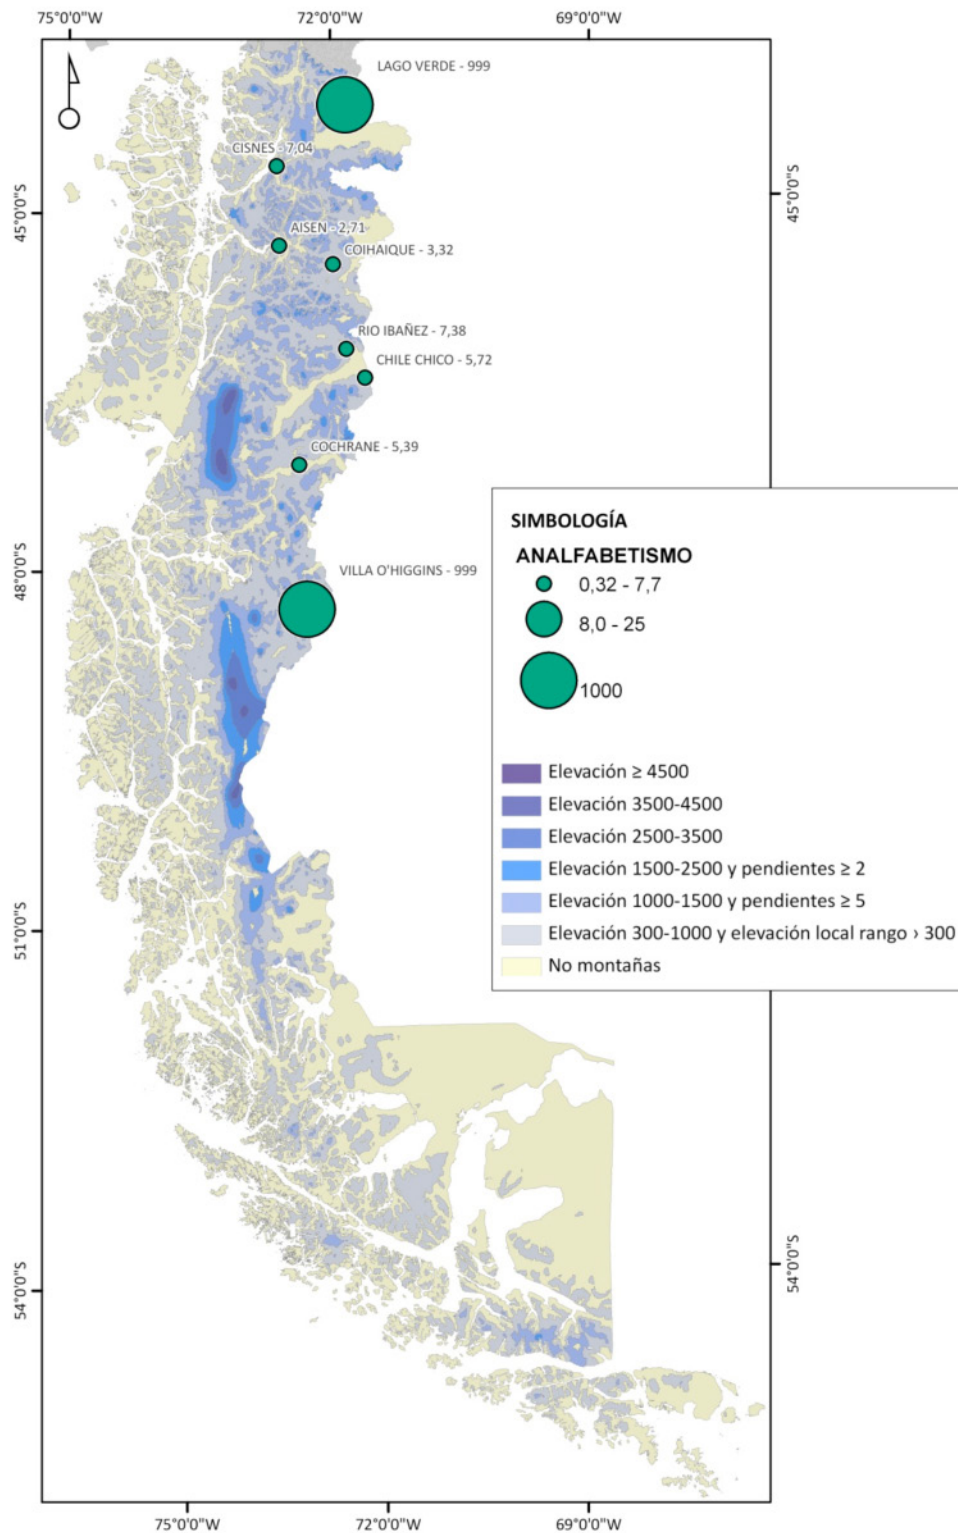 75°0'0"W
72°0'0"W
69°0'0"W
LAGO VERDE - 999
CISNES - 7,04
45°0'0"S
45°0'0"S
AISEN - 2,71
COIHAIQUE - 3,32
RIO IBAÑEZ - 7,38
CHILE CHICO - 5,72
COCHRANE - 5,39
48°0'0"S
VILLA O'HIGGINS - 999
SIMBOLOGÍA
ANALFABETISMO
0,32 - 7,7
8,0 - 25
1000
Elevación ≥ 4500
Elevación 3500-4500
Elevación 2500-3500
Elevación 1500-2500 y pendientes ≥ 2
Elevación 1000-1500 y pendientes ≥ 5
Elevación 300-1000 y elevación local rango › 300
No montañas
51°0'0"S
54°0'0"S
54°0'0"S
75°0'0"W
72°0'0"W
69°0'0"W